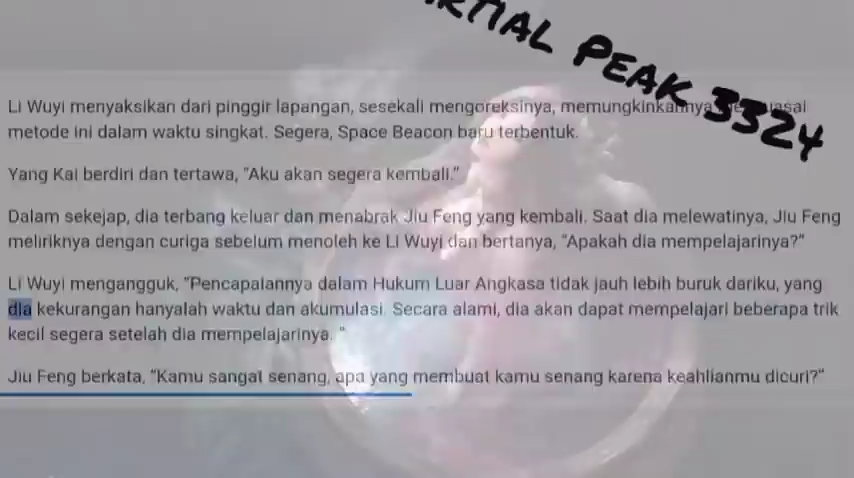 RTIAL PEAK 3324
Li Wuyi menyaksikan dari pinggir lapangan, sesekali mengoreksinya, memungkinkannya
metode ini dalam waktu singkat. Segera, Space Beacon baru terbentuk.
Yang Kai berdiri dan tertawa, “Aku akan segera kembali.”
Dalam sekejap, dia terbang keluar dan menabrak Jiu Feng yang kembali. Saat dia melewatinya, Jiu Feng
meliriknya dengan curiga sebelum menoleh ke Li Wuyi dan bertanya, “Apakah dia mempelajarinya?”
Li Wuyi mengangguk, “Pencapaiannya dalam Hukum Luar Angkasa tidak jauh lebih buruk dariku, yang
dia kekurangan hanyalah waktu dan akumulasi. Secara alami, dia akan dapat mempelajari beberapa trik
kecil segera setelah dia mempelajarinya. “
Jiu Feng berkata, “Kamu sangat senang, apa yang membuat kamu senang karena keahlianmu dicuri?”